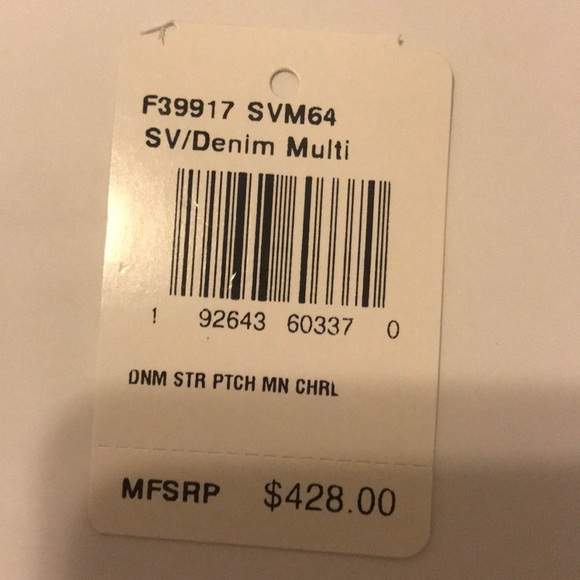 F39917 SVM64
SV/Denim Multi
1 92643 60337 0
DNM STR PTCH MN CHRL
MFSRP $428.00